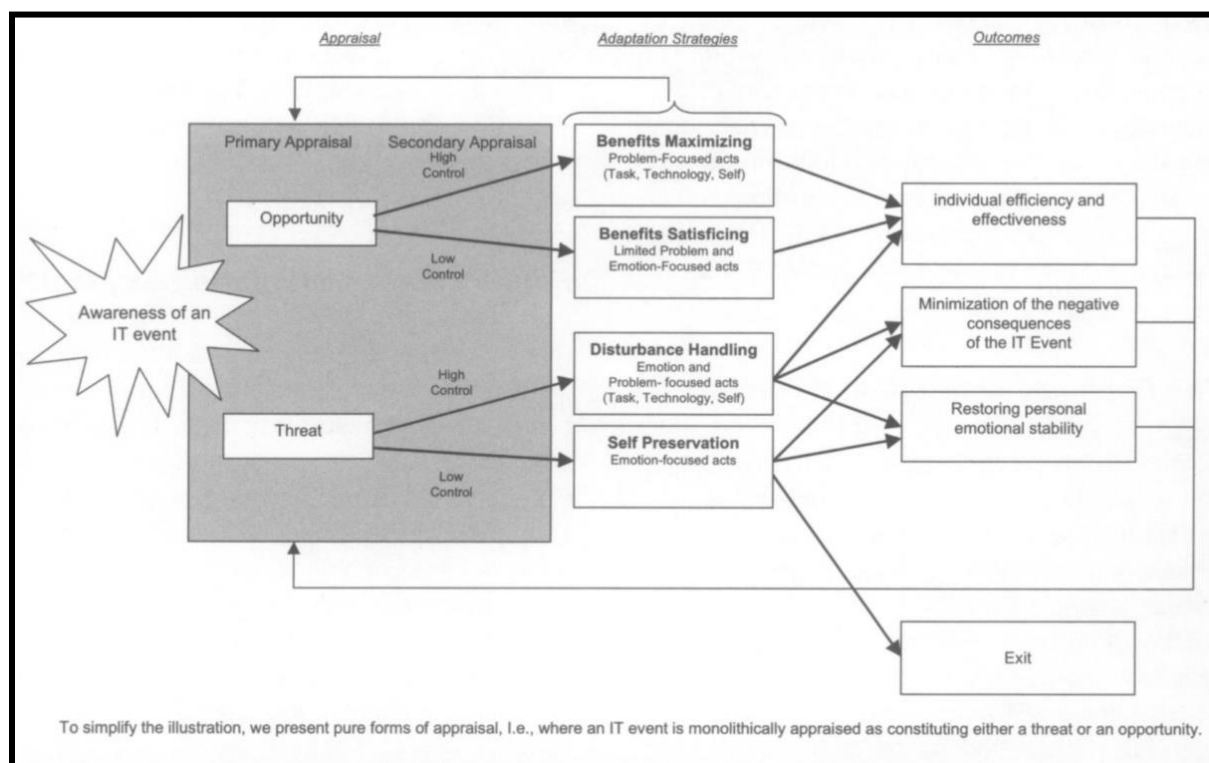 Appraisal
Adaptation Strategies
Outcomes
Primary Appraisal
Secondary Appraisal
High
Control
Opportunity
Low
Control
Awareness of an
IT event
High
Control
Threat
Low
Control
Benefits Maximizing
Problem-Focused acts
(Task, Technology, Self)
Benefits Satisficing
Limited Problem and
Emotion-Focused acts
Disturbance Handling
Emotion and
Problem- focused acts
(Task, Technology, Self)
Self Preservation
Emotion-focused acts
individual efficiency and
effectiveness
Minimization of the negative
consequences
of the IT Event
Restoring personal
emotional stability
Exit
To simplify the illustration, we present pure forms of appraisal, I.e., where an IT event is monolithically appraised as constituting either a threat or an opportunity.